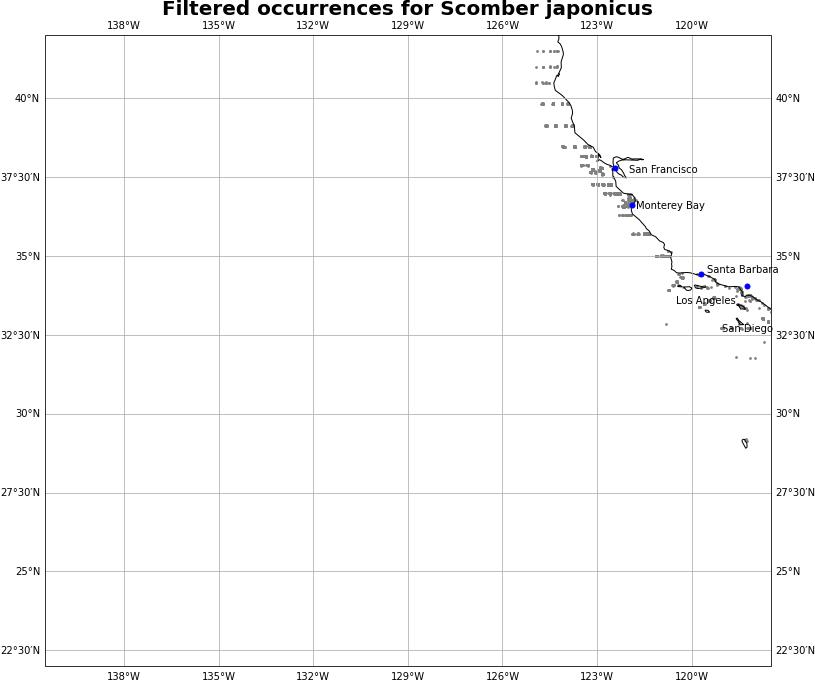 Filtered occurrences for Scomber japonicus
138°W 135°W 132°W 129°W 126°W 123°W 120°W
40°N 40°N
37°30′N San Francisco 37°30′N
Monterey Bay
35°N 35°N
Santa Barbara
Los Angeles
San Diego
32°30′N 32°30′N
30°N 30°N
27°30′N 27°30′N
25°N 25°N
22°30′N 22°30′N
138°W 135°W 132°W 129°W 126°W 123°W 120°W